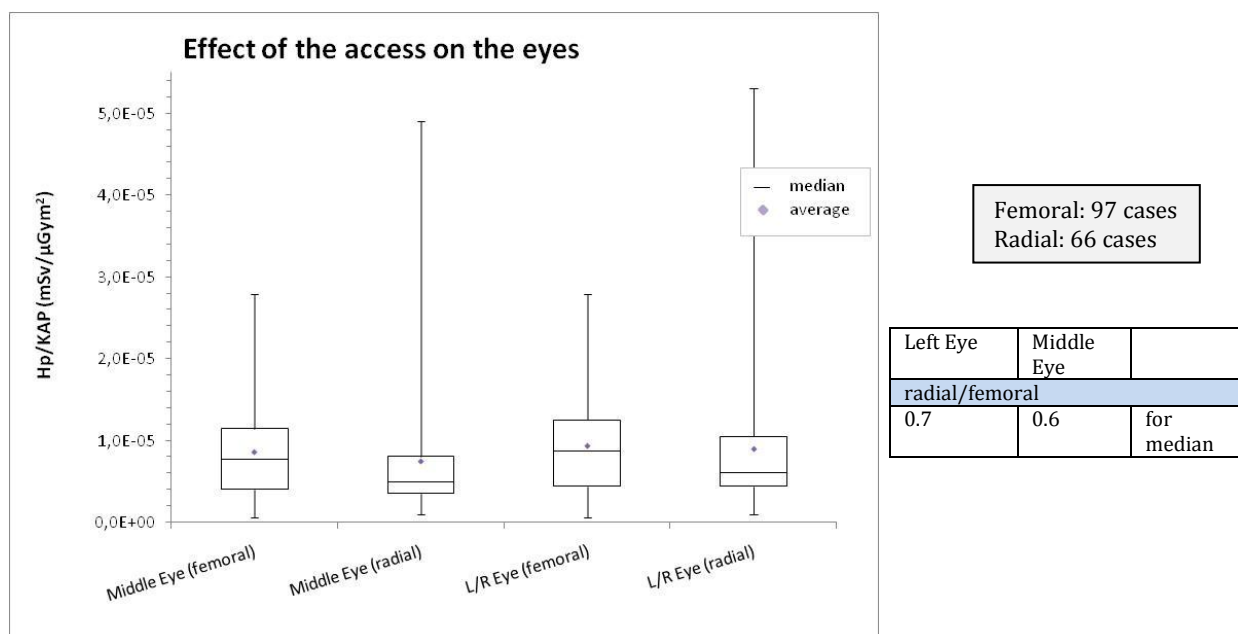 Effect of the access on the eyes
Hp/KAP (mSv/µGym²)
5,0E-05
4,0E-05
3,0E-05
2,0E-05
1,0E-05
0,0E+00
median
average
Middle Eye (femoral)
Middle Eye (radial)
L/R Eye (femoral)
L/R Eye (radial)
Femoral: 97 cases
Radial: 66 cases
Left Eye
Middle
Eye
radial/femoral
0.7
0.6
for
median